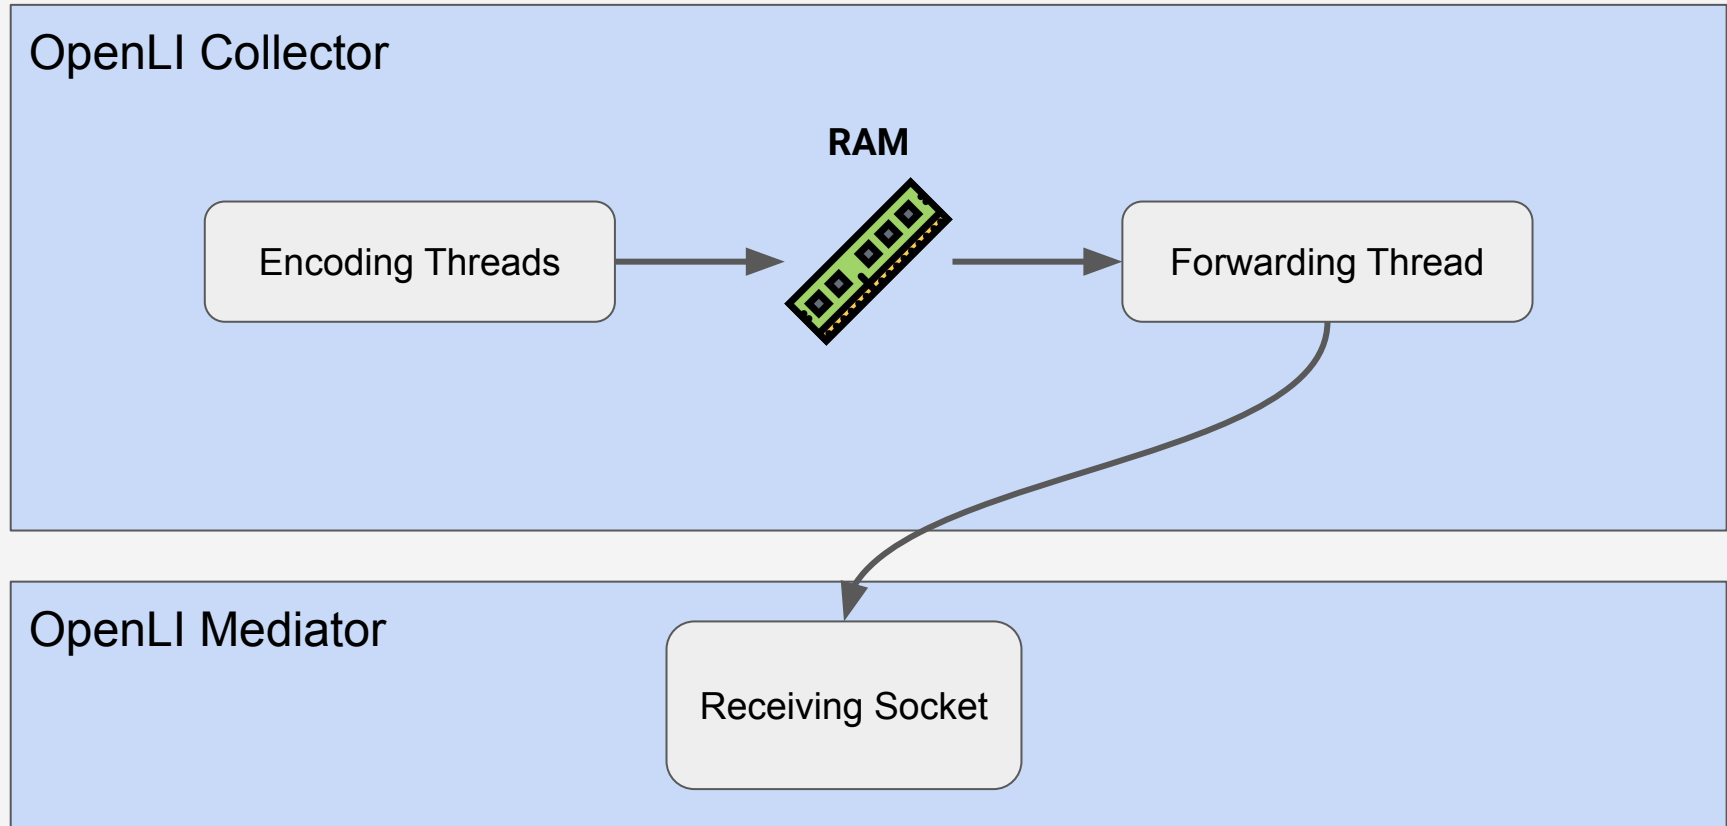 OpenLI Collector
RAM
Encoding Threads
Forwarding Thread
OpenLI Mediator
Receiving Socket